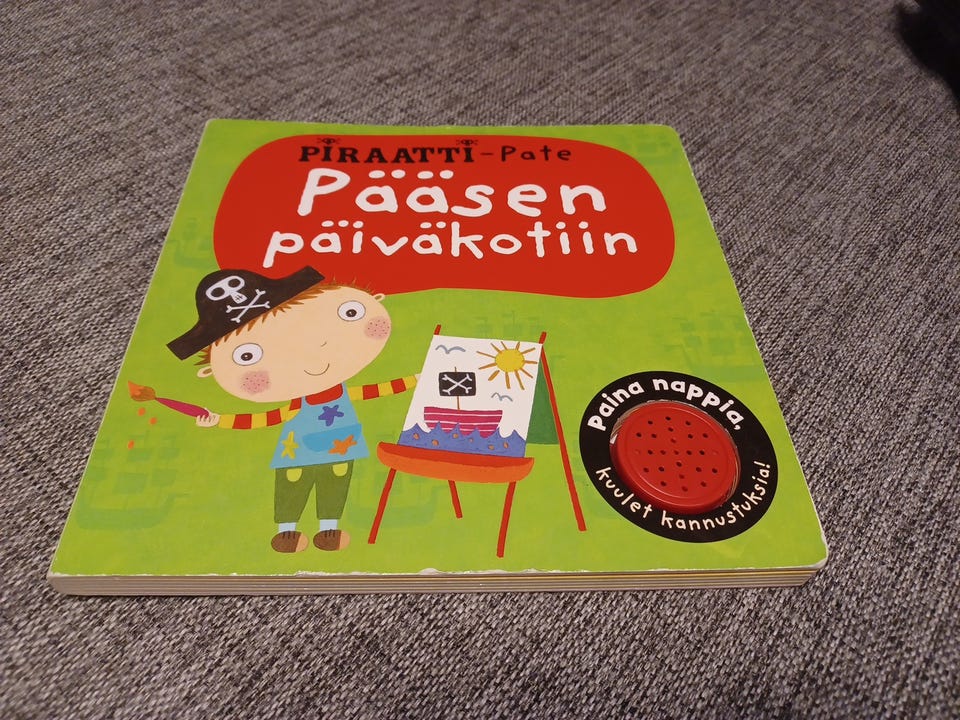 PIRAATTI-Pate
Pääsen
päiväkotiin
Paina nappia,
kuulet kannustuksia!